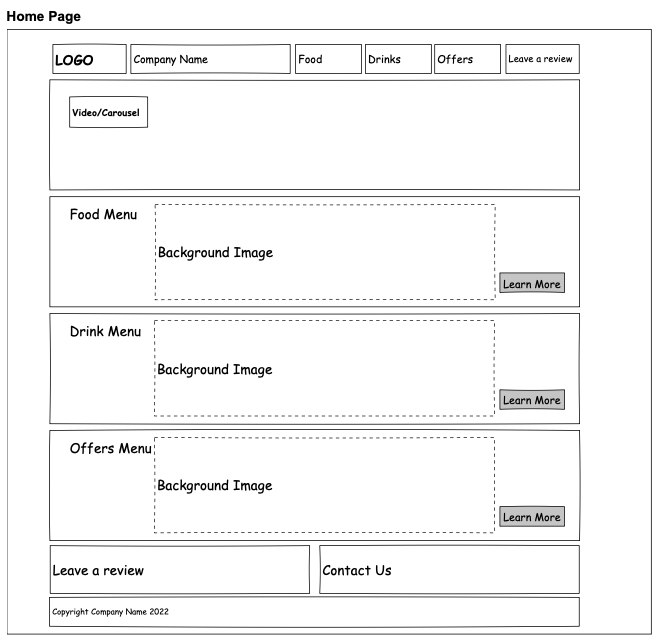 Home Page
LOGO
Company Name
Food
Drinks
Offers
Leave a review
Video/Carousel
Food Menu
Background Image
Learn More
Drink Menu
Background Image
Learn More
Offers Menu
Background Image
Learn More
Leave a review
Contact Us
Copyright Company Name 2022